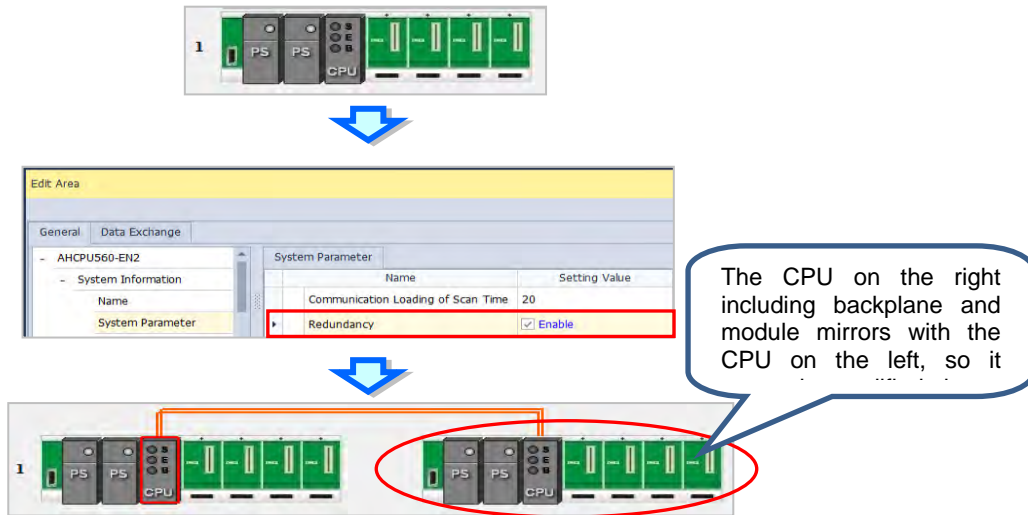 1
PS PS S
E
B
CPU
Edit Area
General Data Exchange
- AHCPU560-EN2
- System Information
Name
System Parameter
System Parameter
Name Setting Value
Communication Loading of Scan Time 20
Redundancy Enable
The CPU on the right
including backplane and
module mirrors with the
CPU on the left, so it
1
PS PS S
E
B
CPU
PS PS S
E
B
CPU